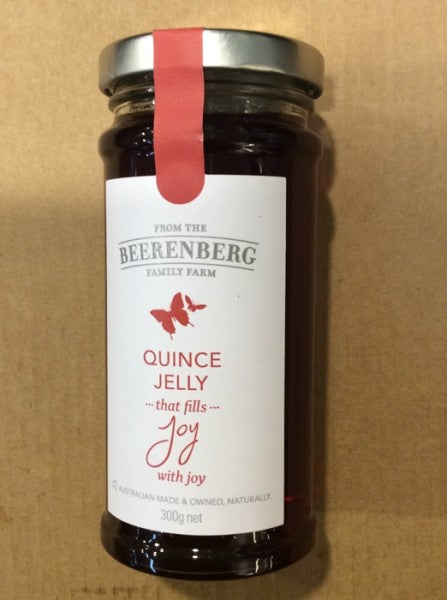 FROM THE
BEERENBERG
FAMILY FARM
QUINCE
JELLY
--- that fills ---
Joy
with joy
AUSTRALIAN MADE & OWNED, NATURALLY.
300g net